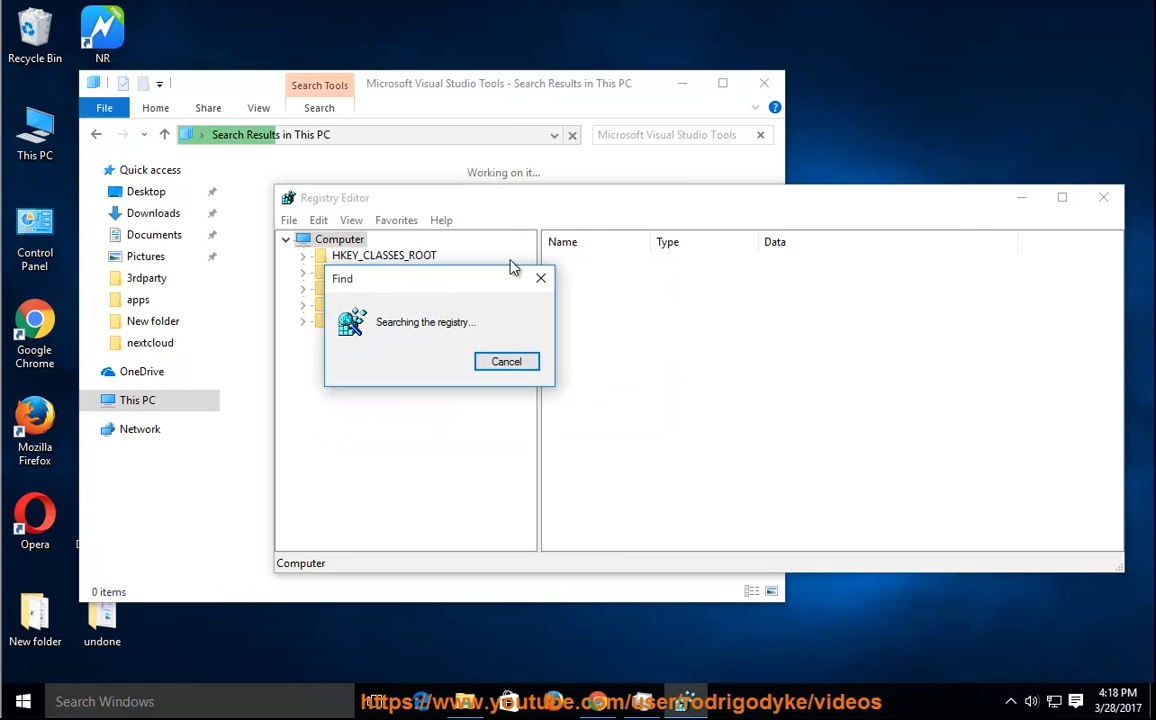 Recycle Bin
NR
FREE
This PC
Control
Panel
Google
Chrome
Mozilla
Firefox
Opera
New folder
undone
Search Tools
Microsoft Visual Studio Tools - Search Results in This PC
File
Home
Share
View
Search
Search Results in This PC
Microsoft Visual Studio Tools
Working on it...
Quick access
Desktop
Downloads
Documents
Pictures
3rdparty
apps
New folder
nextcloud
OneDrive
This PC
Network
0 items
Registry Editor
File Edit View Favorites Help
Computer
HKEY_CLASSES_ROOT
Name
Type
Data
Find
Searching the registry...
Cancel
Computer
Search Windows
https://www.youtube.com/user/rodrigodyke/videos
4:18 PM
3/28/2017